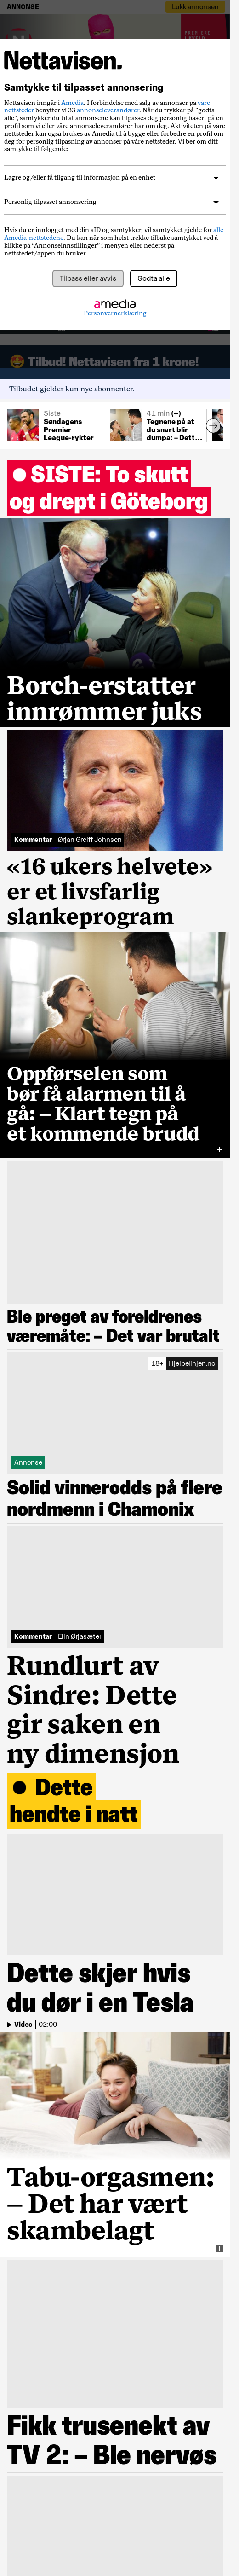 ANNONSE
Lukk annonsen
Nettavisen.
Samtykke til tilpasset annonsering
Nettavisen inngår i Amedia. I forbindelse med salg av annonser på våre
nettsteder benytter vi 33 annonseleverandører. Når du trykker på "godta
alle", samtykker du til at annonser kan tilpasses deg personlig basert på en
profil som vi eller våre annonseleverandører har om deg. Aktiviteten på våre
nettsteder kan også brukes av Amedia til å bygge eller forbedre en profil om
deg for personlig tilpasning av annonser på våre nettsteder. Vi ber om ditt
samtykke til følgende:
Lagre og/eller få tilgang til informasjon på en enhet
Personlig tilpasset annonsering
Hvis du er innlogget med din aID og samtykker, vil samtykket gjelde for alle
Amedia-nettstedene. Du kan når som helst trekke tilbake samtykket ved å
klikke på “Annonseinnstillinger” i menyen eller nederst på
nettstedet/appen du bruker.
Tilpass eller avvis
Godta alle
amedia
Personvernerklæring
Tilbud! Nettavisen fra 1 krone!
Tilbudet gjelder kun nye abonnenter.
Siste
Søndagens
Premier
League-rykter
41 min (+)
Tegnene på at
du snart blir
dumpa: – Dett...
SISTE: To skutt
og drept i Göteborg
Borch-erstatter
innrømmer juks
Kommentar | Ørjan Greiff Johnsen
«16 ukers helvete»
er et livsfarlig
slankeprogram
Oppførselen som
bør få alarmen til å
gå: – Klart tegn på
et kommende brudd
+
Ble preget av foreldrenes
væremåte: – Det var brutalt
18+ Hjelpelinjen.no
Annonse
Solid vinnerodds på flere
nordmenn i Chamonix
Kommentar | Elin Ørjasæter
Rundlurt av
Sindre: Dette
gir saken en
ny dimensjon
Dette
hendte i natt
Dette skjer hvis
du dør i en Tesla
Video | 02:00
Tabu-orgasmen:
– Det har vært
skambelagt
Fikk trusenekt av
TV 2: – Ble nervøs